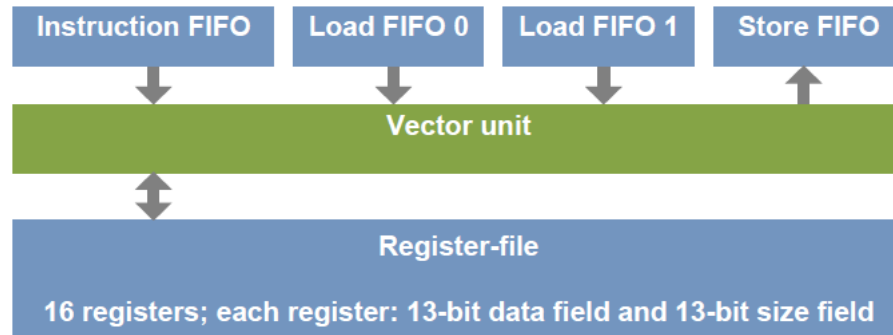 Instruction FIFO
Load FIFO 0
Load FIFO 1
Store FIFO
Vector unit
Register-file
16 registers; each register: 13-bit data field and 13-bit size field